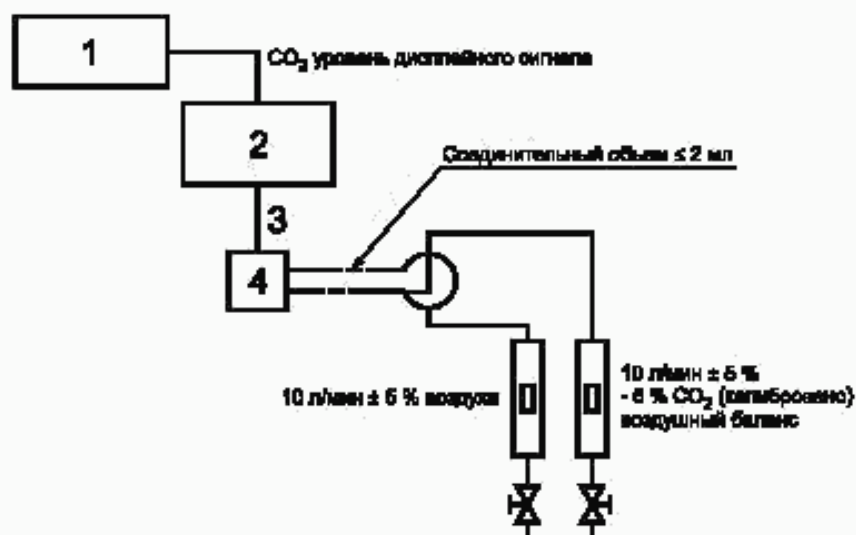 1
CO₂ уровень дисплейного сигнала
2
Соединительный объем ≤ 2 мл
3
4
10 л/мин ± 5 % воздуха
10 л/мин ± 5 %
- 5 % CO₂ (калибровано)
воздушный баланс